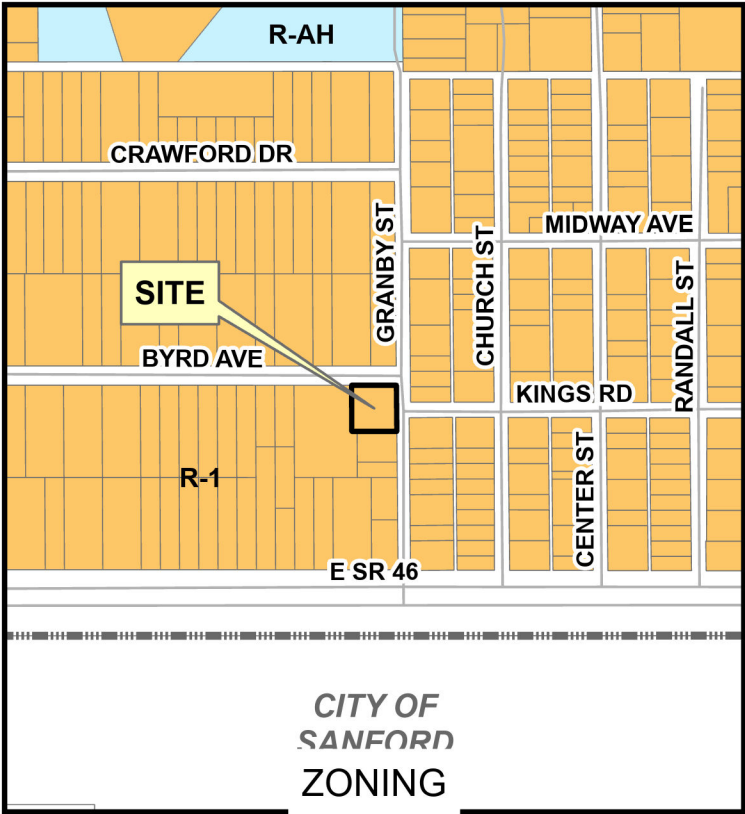 R-AH
CRAWFORD DR
GRANBY ST
MIDWAY AVE
CHURCH ST
SITE
RANDALL ST
BYRD AVE
KINGS RD
CENTER ST
R-1
E SR 46
CITY OF
SANFORD
ZONING